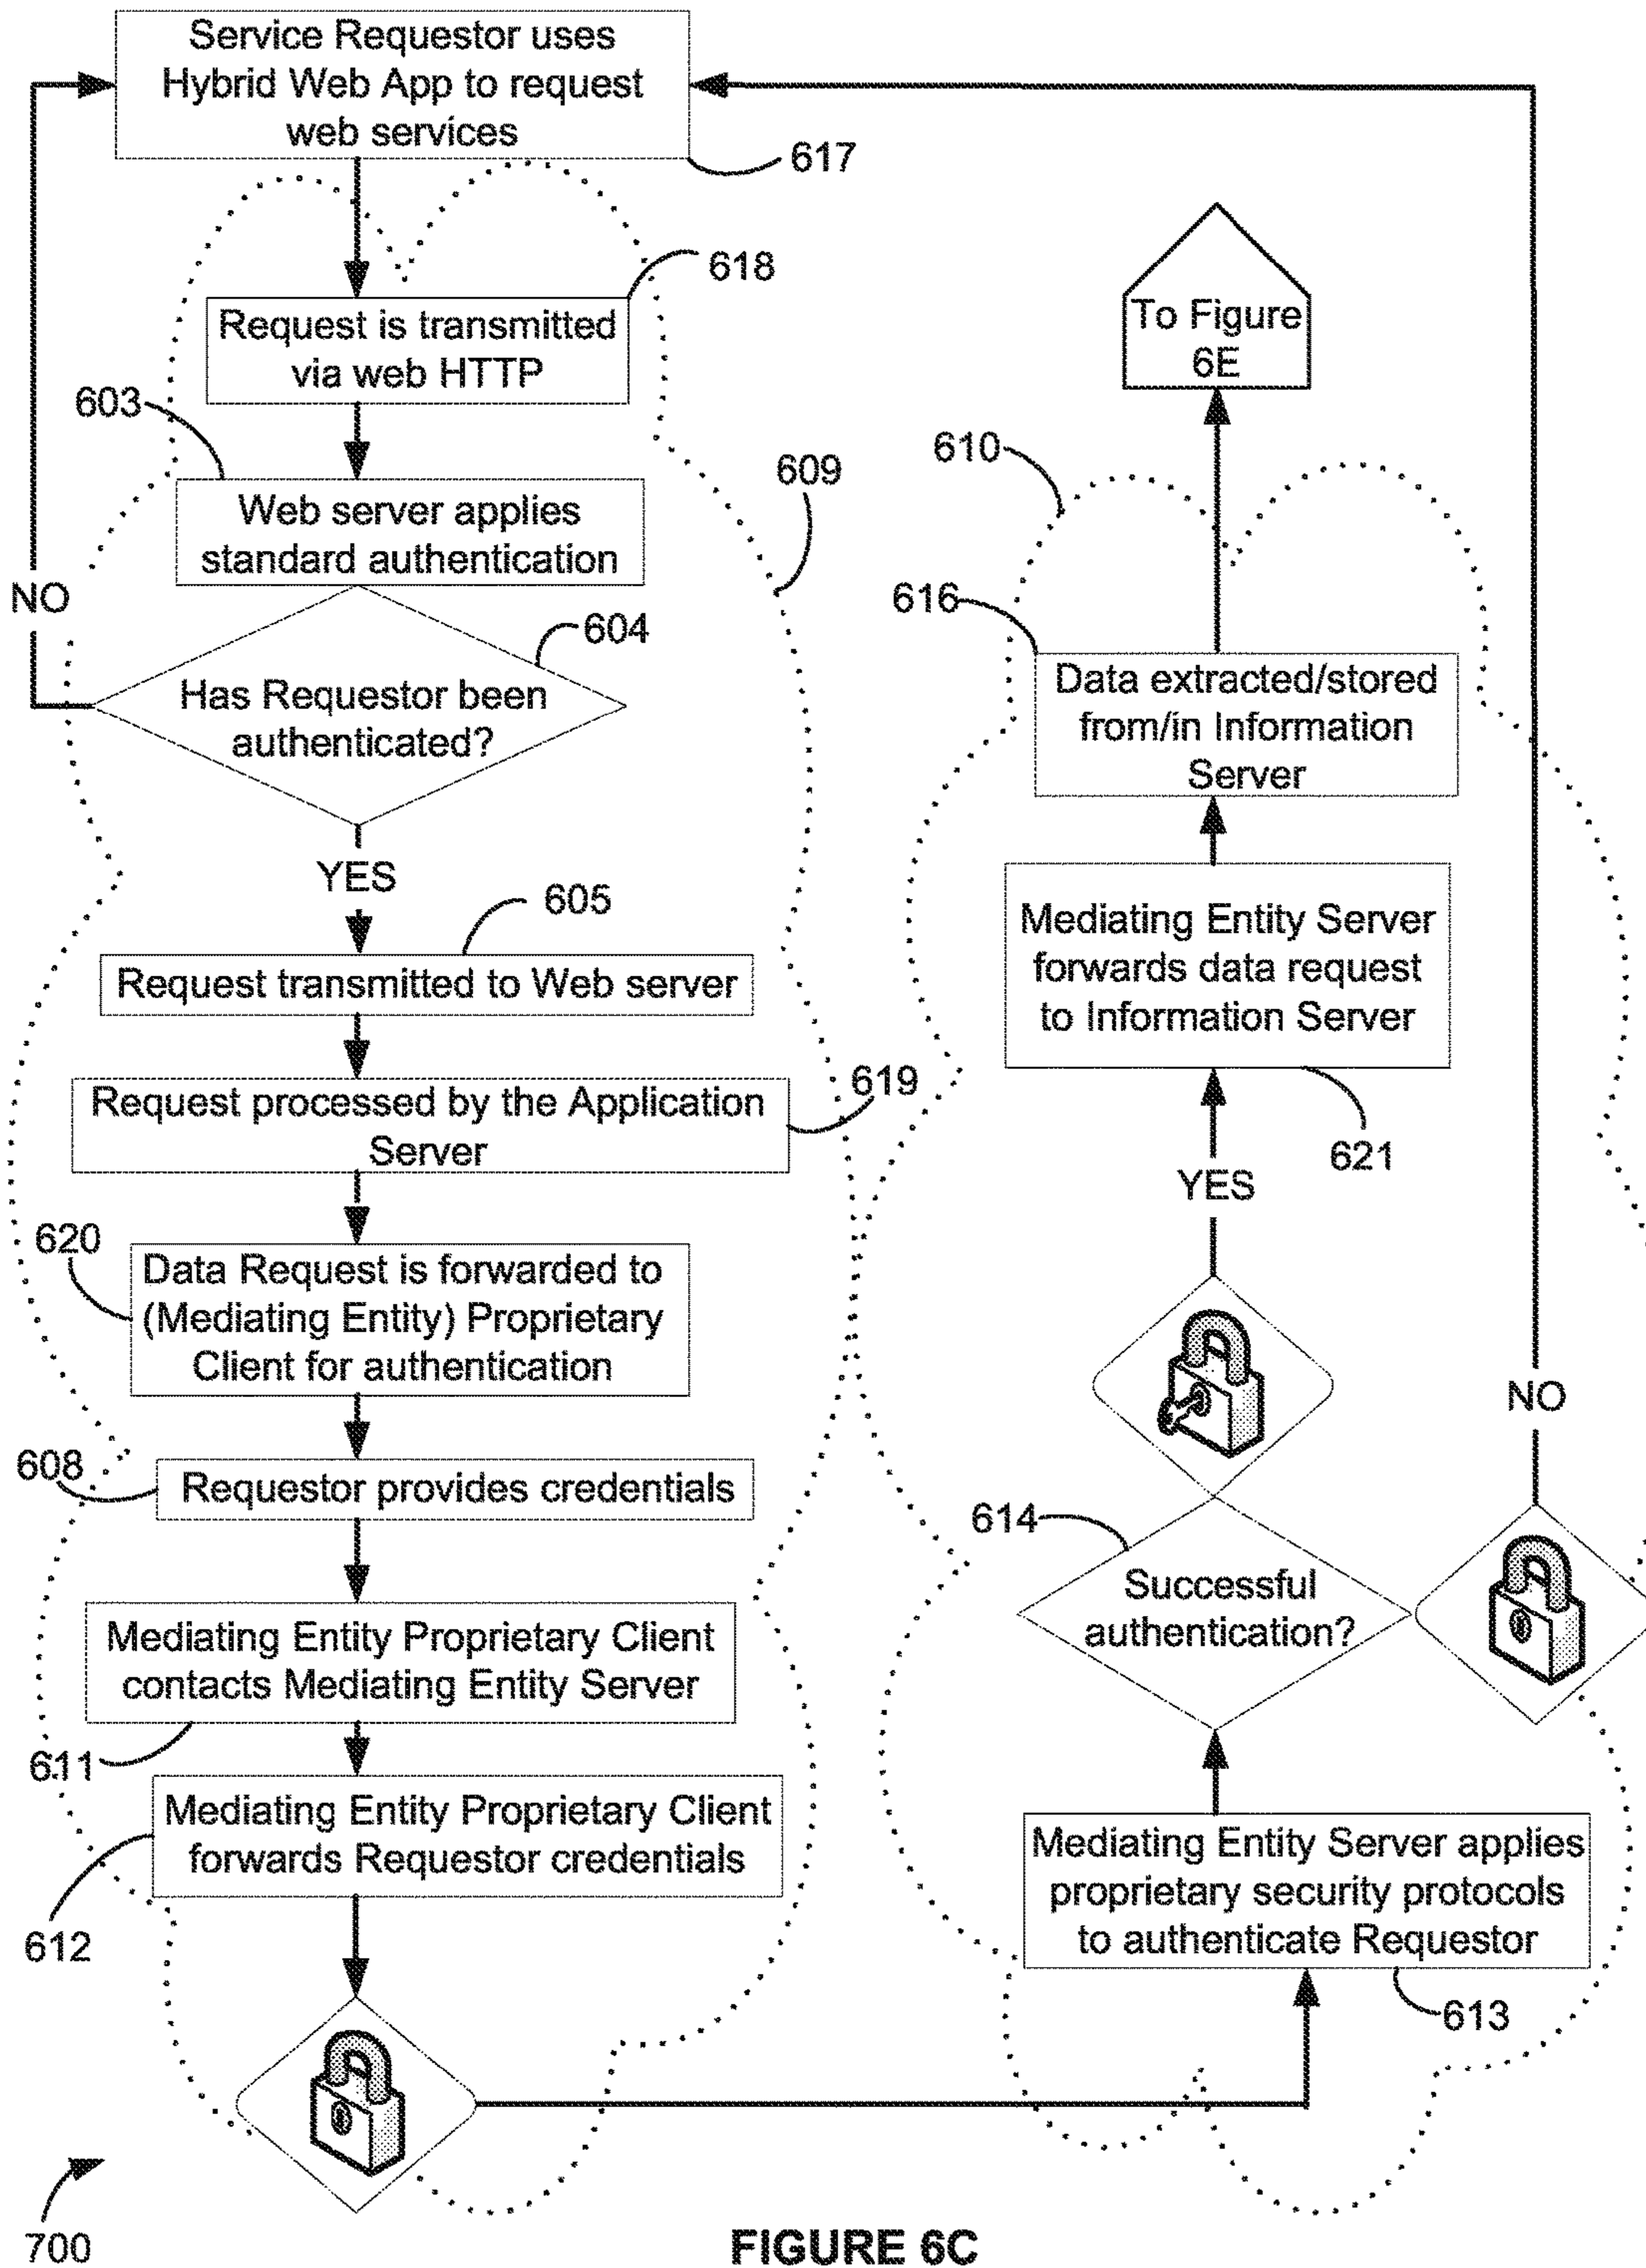 Service Requestor uses
Hybrid Web App to request
web services
617
618
Request is transmitted
via web HTTP
603
Web server applies
standard authentication
609
NO
604
Has Requestor been
authenticated?
YES
605
Request transmitted to Web server
619
Request processed by the Application
Server
620
Data Request is forwarded to
(Mediating Entity) Proprietary
Client for authentication
608
Requestor provides credentials
Mediating Entity Proprietary Client
contacts Mediating Entity Server
611
Mediating Entity Proprietary Client
forwards Requestor credentials
612
700
To Figure
6E
610
616
Data extracted/stored
from/in Information
Server
Mediating Entity Server
forwards data request
to Information Server
621
YES
NO
614
Successful
authentication?
Mediating Entity Server applies
proprietary security protocols
to authenticate Requestor
613
FIGURE 6C